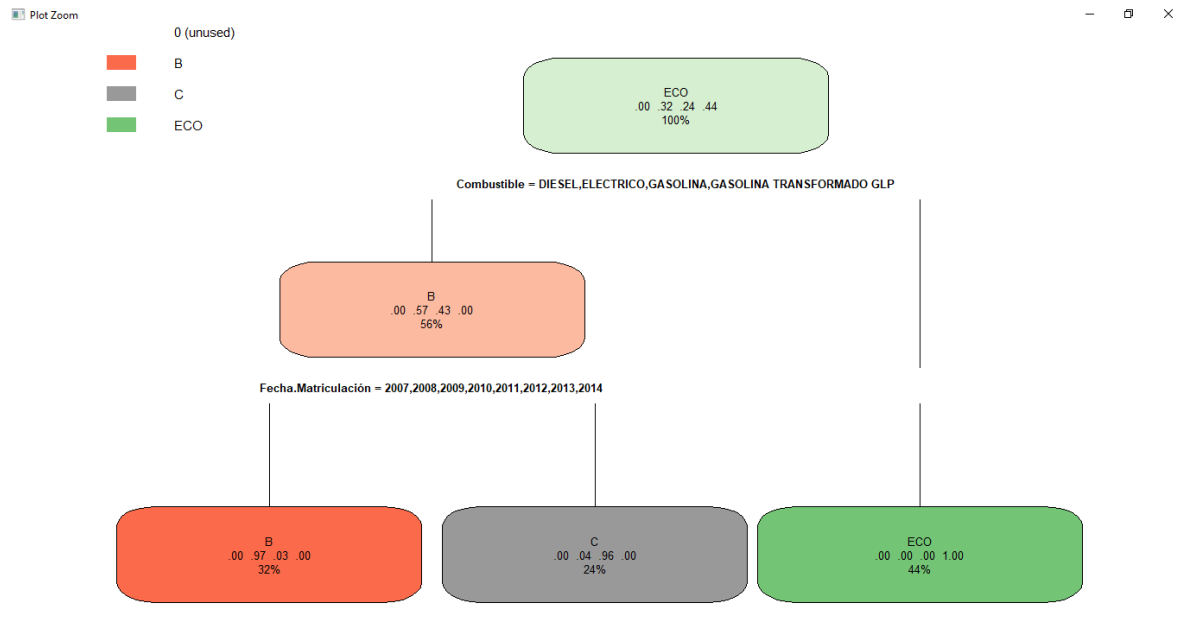 Plot Zoom
0 (unused)
B
C
ECO
ECO
.00 .32 .24 .44
100%
Combustible = DIESEL,ELECTRICO,GASOLINA,GASOLINA TRANSFORMADO GLP
B
.00 .57 .43 .00
56%
Fecha.Matriculación = 2007,2008,2009,2010,2011,2012,2013,2014
B
.00 .97 .03 .00
32%
C
.00 .04 .96 .00
24%
ECO
.00 .00 .00 1.00
44%